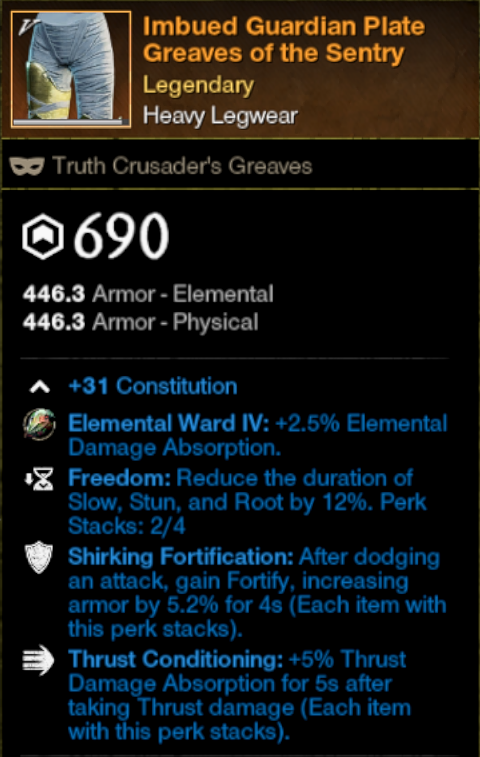 Imbued Guardian Plate
Greaves of the Sentry
Legendary
Heavy Legwear
Truth Crusader's Greaves
690
446.3 Armor - Elemental
446.3 Armor - Physical
+31 Constitution
Elemental Ward IV: +2.5% Elemental
Damage Absorption.
Freedom: Reduce the duration of
Slow, Stun, and Root by 12%. Perk
Stacks: 2/4
Shirking Fortification: After dodging
an attack, gain Fortify, increasing
armor by 5.2% for 4s (Each item with
this perk stacks).
Thrust Conditioning: +5% Thrust
Damage Absorption for 5s after
taking Thrust damage (Each item
with this perk stacks).